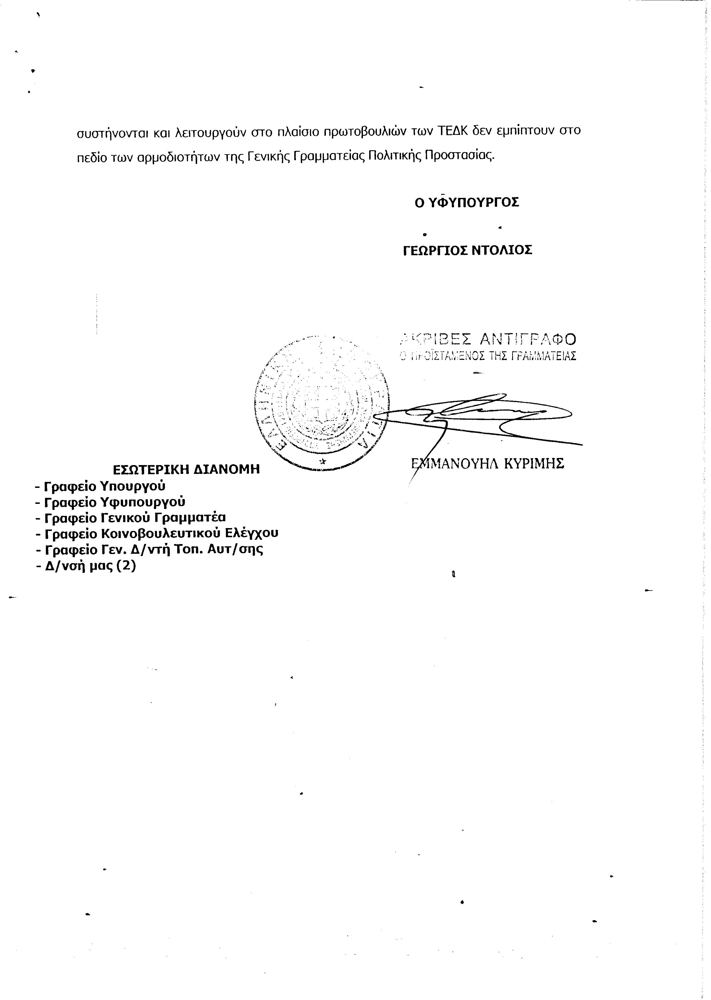 συστήνονται και λειτουργούν στο πλαίσιο πρωτοβουλιών των ΤΕΔΚ δεν εμπίπτουν στο
πεδίο των αρμοδιοτήτων της Γενικής Γραμματείας Πολιτικής Προστασίας.
Ο ΥΦΥΠΟΥΡΓΟΣ
ΓΕΩΡΓΙΟΣ ΝΤΟΛΙΟΣ
ΑΚΡΙΒΕΣ ΑΝΤΙΓΡΑΦΟ
Ο ΠΡΟΪΣΤΑΜΕΝΟΣ ΤΗΣ ΓΡΑΜΜΑΤΕΙΑΣ
ΕΜΜΑΝΟΥΗΛ ΚΥΡΙΜΗΣ
ΕΣΩΤΕΡΙΚΗ ΔΙΑΝΟΜΗ
- Γραφείο Υπουργού
- Γραφείο Υφυπουργού
- Γραφείο Γενικού Γραμματέα
- Γραφείο Κοινοβουλευτικού Ελέγχου
- Γραφείο Γεν. Δ/ντή Τοπ. Αυτ/σης
- Δ/νσή μας (2)